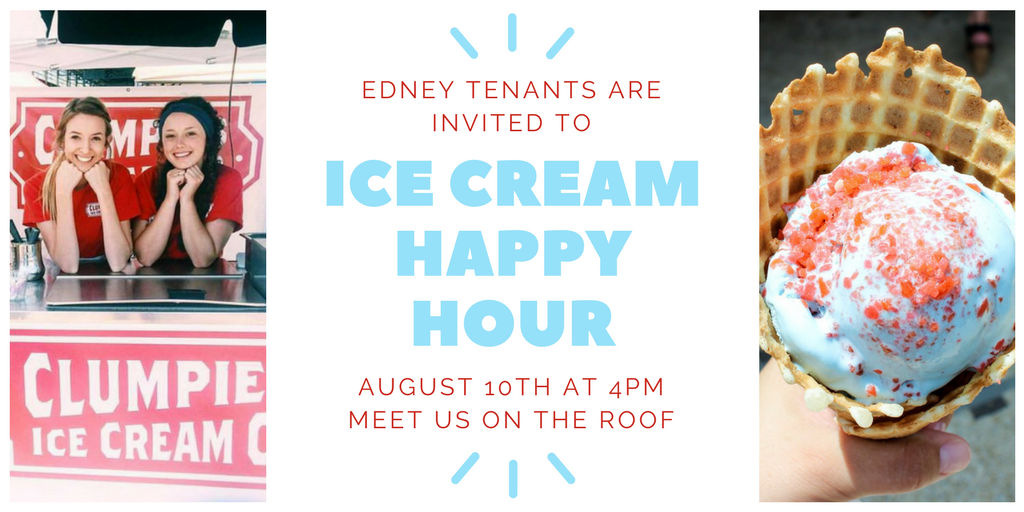 CLUMPIE
ICE CREAM C
EDNEY TENANTS ARE
INVITED TO
ICE CREAM
HAPPY
HOUR
AUGUST 10TH AT 4PM
MEET US ON THE ROOF